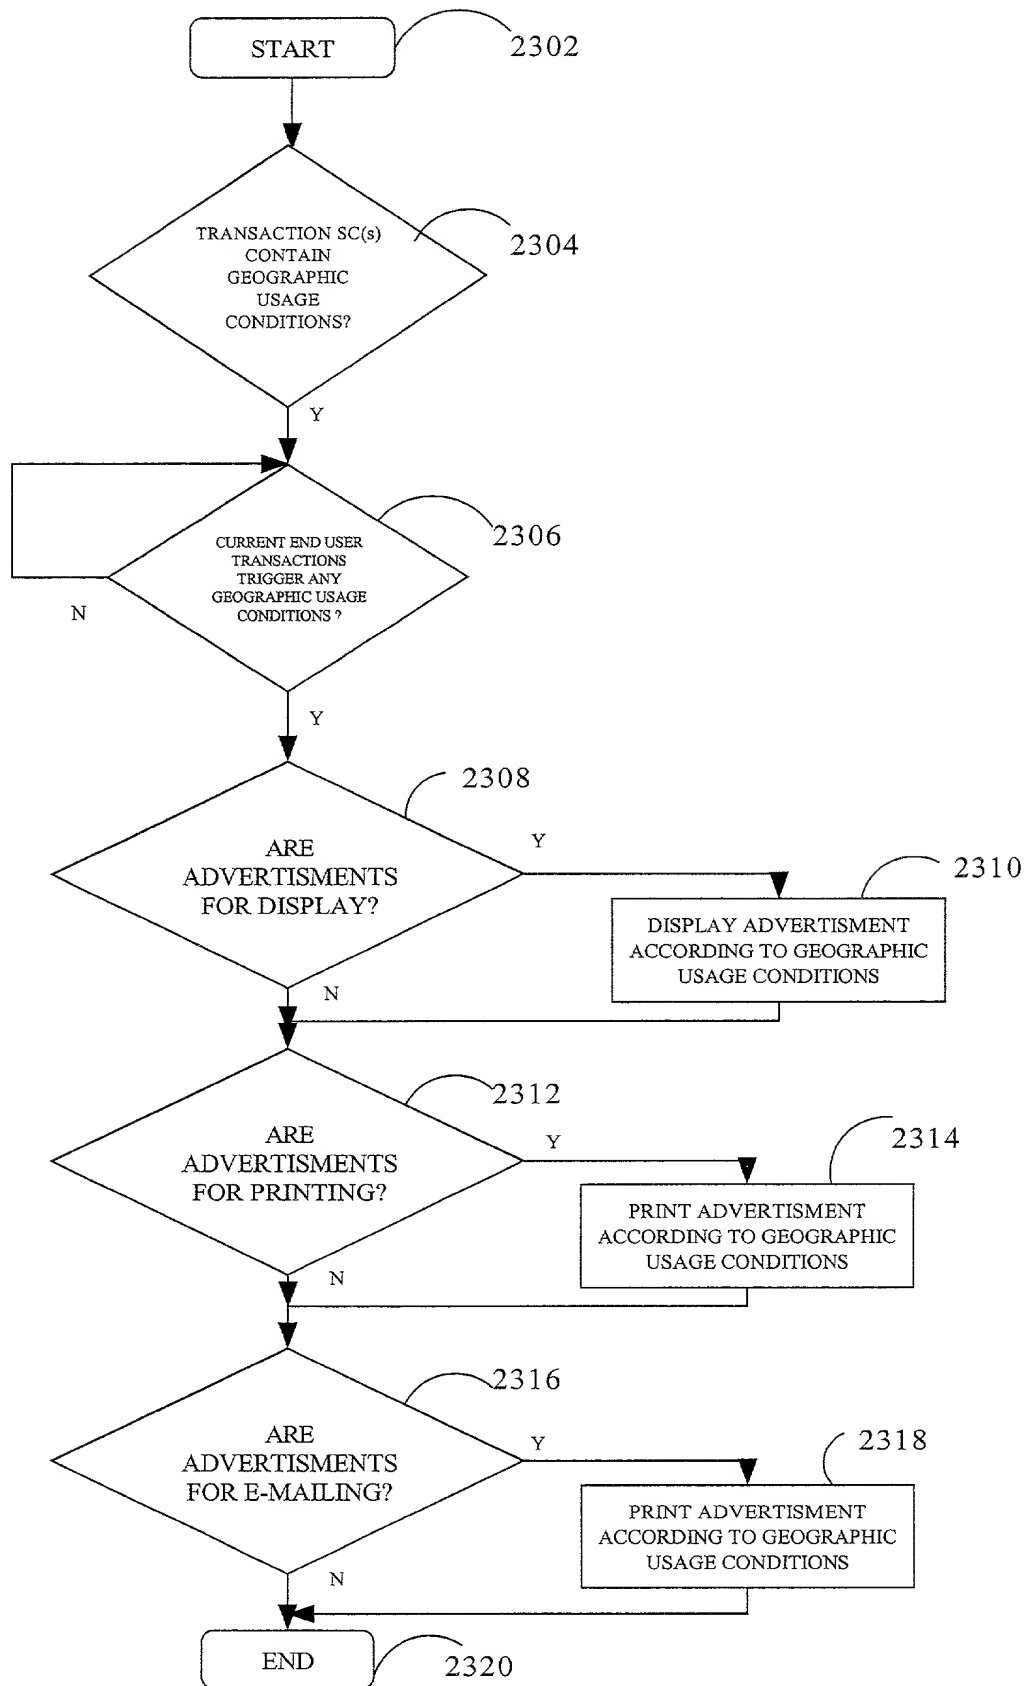 START
2302
TRANSACTION SC(s)
CONTAIN
GEOGRAPHIC
USAGE
CONDITIONS?
2304
Y
CURRENT END USER
TRANSACTIONS
TRIGGER ANY
GEOGRAPHIC USAGE
CONDITIONS ?
2306
N
Y
ARE
ADVERTISMENTS
FOR DISPLAY?
2308
Y
DISPLAY ADVERTISMENT
ACCORDING TO GEOGRAPHIC
USAGE CONDITIONS
2310
N
ARE
ADVERTISMENTS
FOR PRINTING?
2312
Y
PRINT ADVERTISMENT
ACCORDING TO GEOGRAPHIC
USAGE CONDITIONS
2314
N
ARE
ADVERTISMENTS
FOR E-MAILING?
2316
Y
PRINT ADVERTISMENT
ACCORDING TO GEOGRAPHIC
USAGE CONDITIONS
2318
N
END
2320